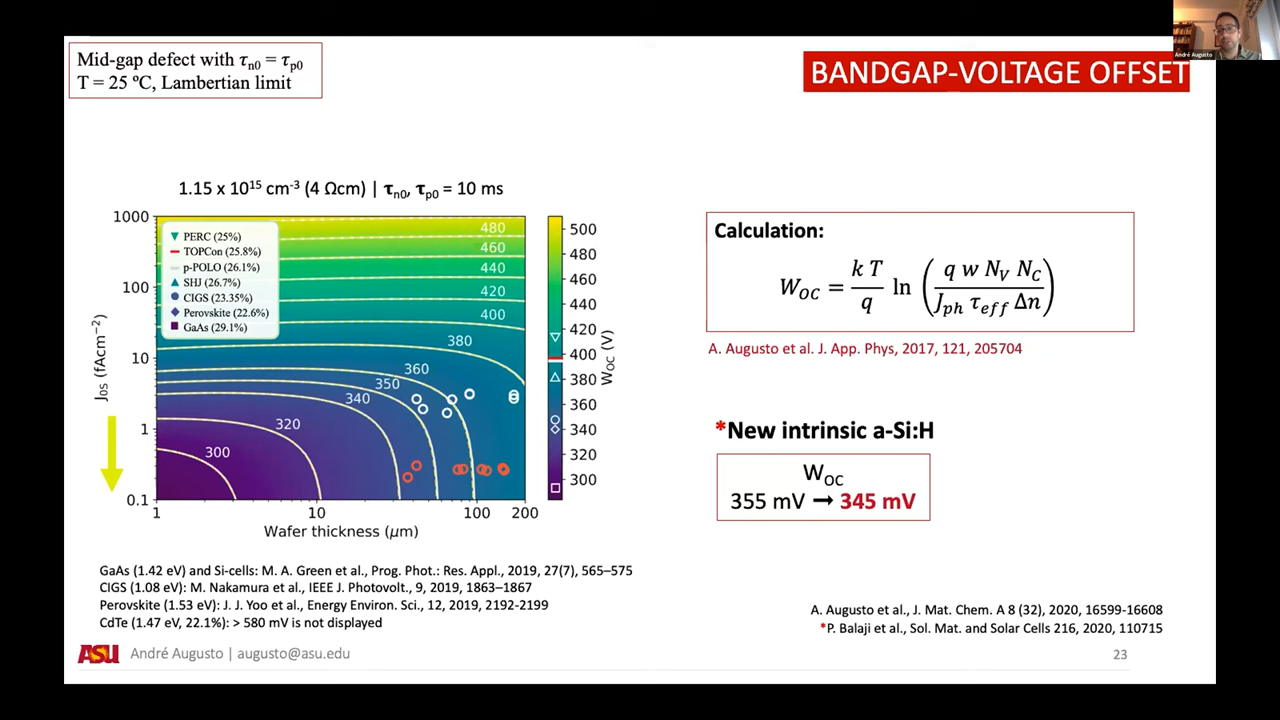 André Augusto
Mid-gap defect with τn0 = τp0
T = 25 ºC, Lambertian limit
BANDGAP-VOLTAGE OFFSET
1.15 x 10¹⁵ cm⁻³ (4 Ωcm) | τn0, τp0 = 10 ms
1000
100
10
1
0.1
J0S (fAcm⁻²)
PERC (25%)
TOPCon (25.8%)
p-POLO (26.1%)
SHJ (26.7%)
CIGS (23.35%)
Perovskite (22.6%)
GaAs (29.1%)
480
460
440
420
400
380
360
350
340
320
300
1
10
100
200
Wafer thickness (μm)
500
480
460
440
420
400
380
360
340
320
300
WOC (V)
Calculation:
WOC = k T / q ln (q w NV NC / Jph τeff Δn)
A. Augusto et al. J. App. Phys, 2017, 121, 205704
*New intrinsic a-Si:H
WOC
355 mV → 345 mV
GaAs (1.42 eV) and Si-cells: M. A. Green et al., Prog. Phot.: Res. Appl., 2019, 27(7), 565–575
CIGS (1.08 eV): M. Nakamura et al., IEEE J. Photovolt., 9, 2019, 1863–1867
Perovskite (1.53 eV): J. J. Yoo et al., Energy Environ. Sci., 12, 2019, 2192-2199
CdTe (1.47 eV, 22.1%): > 580 mV is not displayed
A. Augusto et al., J. Mat. Chem. A 8 (32), 2020, 16599-16608
*P. Balaji et al., Sol. Mat. and Solar Cells 216, 2020, 110715
ASU André Augusto | augusto@asu.edu
23